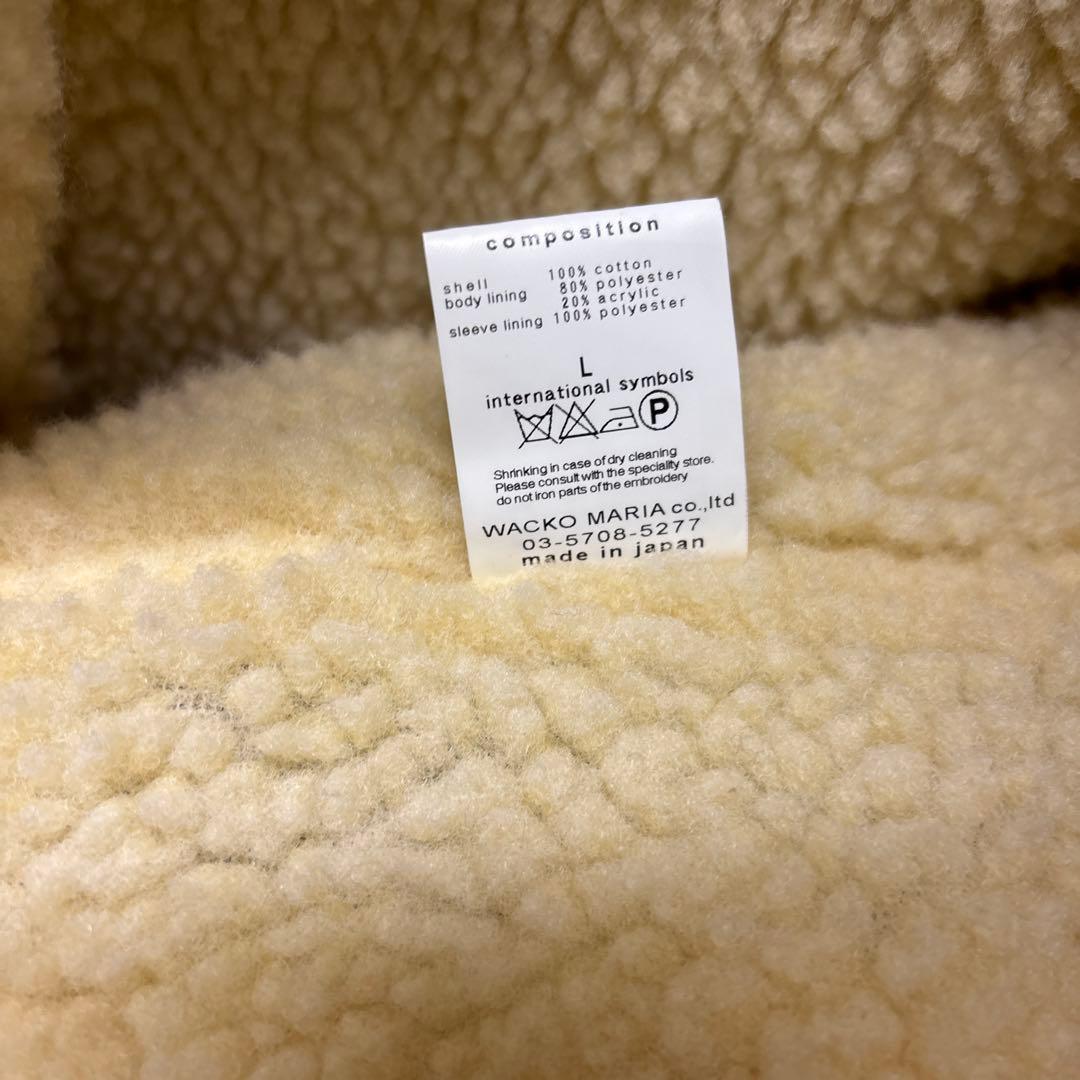 composition
shell 100% cotton
body lining 80% polyester
20% acrylic
sleeve lining 100% polyester
L
international symbols
P
Shrinking in case of dry cleaning
Please consult with the speciality store.
do not iron parts of the embroidery
WACKO MARIA co.,ltd
03-5708-5277
made in japan